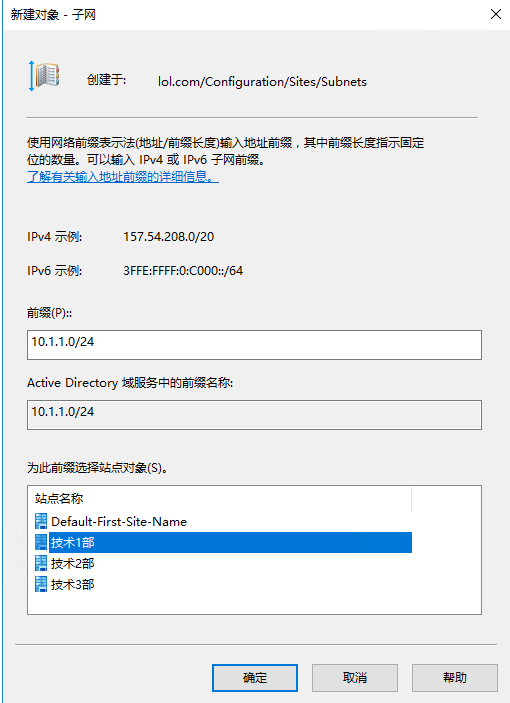 新建对象 - 子网
创建于: lol.com/Configuration/Sites/Subnets
使用网络前缀表示法(地址/前缀长度)输入地址前缀，其中前缀长度指示固定
位的数量。可以输入 IPv4 或 IPv6 子网前缀。
了解有关输入地址前缀的详细信息。
IPv4 示例: 157.54.208.0/20
IPv6 示例: 3FFE:FFFF:0:C000::/64
前缀(P)::
10.1.1.0/24
Active Directory 域服务中的前缀名称:
10.1.1.0/24
为此前缀选择站点对象(S)。
站点名称
Default-First-Site-Name
技术1部
技术2部
技术3部
确定 取消 帮助